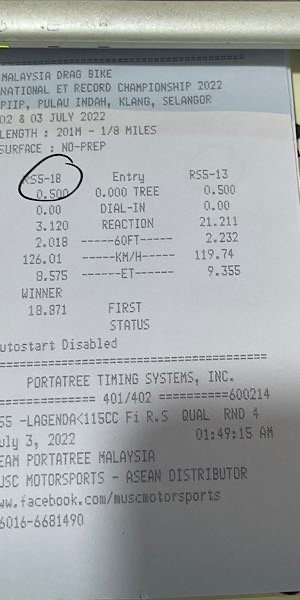 MALAYSIA DRAG BIKE
NATIONAL ET RECORD CHAMPIONSHIP 2022
PIIP, PULAU INDAH, KLANG, SELANGOR
02 & 03 JULY 2022
LENGTH : 201M - 1/8 MILES
SURFACE : NO-PREP
RS5-18 Entry RS5-13
0.500 0.000 TREE 0.500
0.00 DIAL-IN 0.00
3.120 REACTION 21.211
2.018 -----60FT----- 2.232
126.01 -----KM/H----- 119.74
8.575 -----ET----- 9.355
WINNER
18.871 FIRST
STATUS
utostart Disabled
PORTATREE TIMING SYSTEMS, INC.
============== 401/402 ==========600214
S5 -LAGENDA<115CC Fi R.S QUAL RND 4
uly 3, 2022 01:49:15 AM
EAM PORTATREE MALAYSIA
USC MOTORSPORTS - ASEAN DISTRIBUTOR
ww.facebook.com/muscmotorsports
6016-6681490